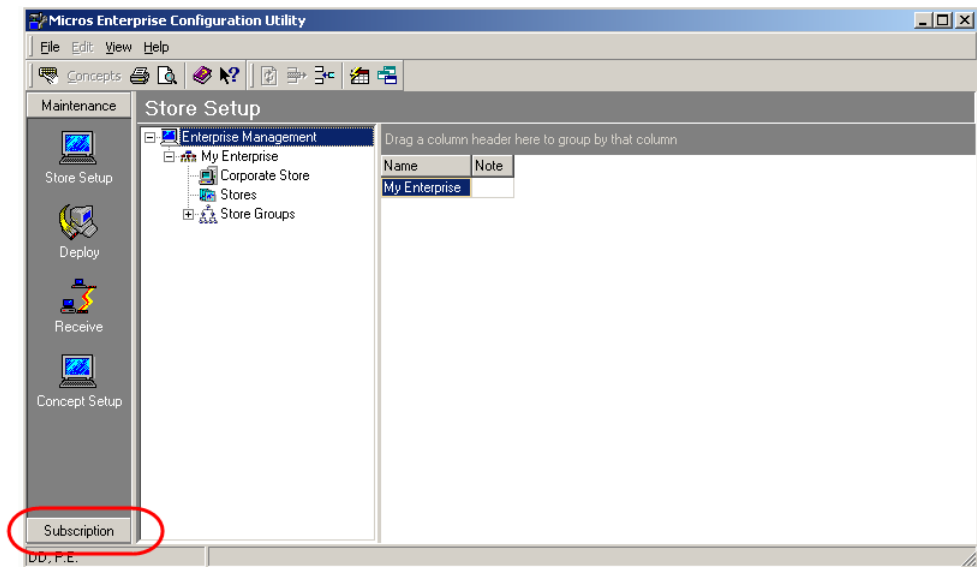 Micros Enterprise Configuration Utility
File Edit View Help
Concepts
Maintenance
Store Setup
Deploy
Receive
Concept Setup
Subscription
Store Setup
Enterprise Management
My Enterprise
Corporate Store
Stores
Store Groups
Drag a column header here to group by that column
Name Note
My Enterprise
DD, P.E.